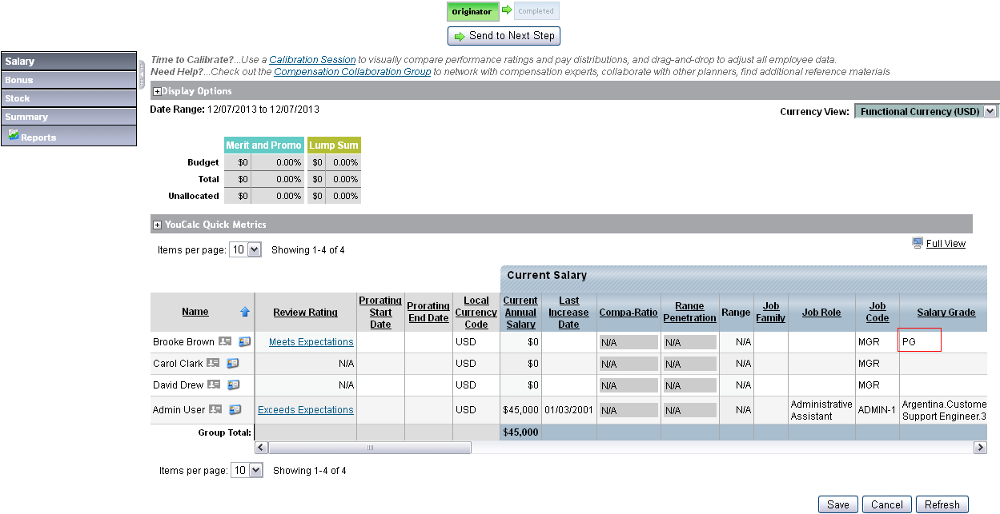 Originator
Completed
Send to Next Step
Salary
Bonus
Stock
Summary
Reports
Time to Calibrate?...Use a Calibration Session to visually compare performance ratings and pay distributions, and drag-and-drop to adjust all employee data.
Need Help?...Check out the Compensation Collaboration Group to network with compensation experts, collaborate with other planners, find additional reference materials
Display Options
Date Range: 12/07/2013 to 12/07/2013
Currency View: Functional Currency (USD)
Merit and Promo Lump Sum
Budget $0 0.00% $0 0.00%
Total $0 0.00% $0 0.00%
Unallocated $0 0.00% $0 0.00%
YouCalc Quick Metrics
Items per page: 10 Showing 1-4 of 4
Full View
Current Salary
Name
Review Rating
Prorating
Start
Date
Prorating
End Date
Local
Currency
Code
Current
Annual
Salary
Last
Increase
Date
Compa-Ratio
Range
Penetration
Range
Job
Family
Job Role
Job
Code
Salary Grade
Brooke Brown Meets Expectations USD $0 N/A N/A N/A MGR PG
Carol Clark N/A USD $0 N/A N/A N/A MGR
David Drew N/A USD $0 N/A N/A N/A MGR
Admin User Exceeds Expectations USD $45,000 01/03/2001 N/A N/A N/A
Administrative
Assistant
ADMIN-1
Argentina.Custome
Support Engineer.3
Group Total: $45,000
Items per page: 10 Showing 1-4 of 4
Save Cancel Refresh